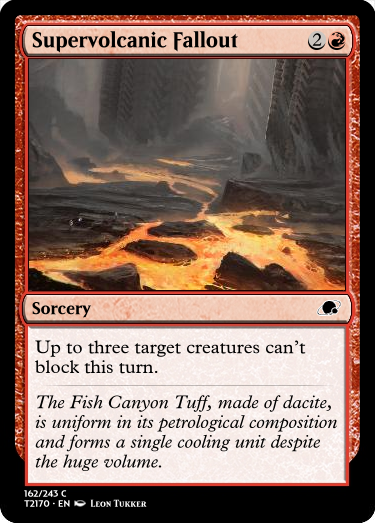 Supervolcanic Fallout 2
Sorcery
Up to three target creatures can't
block this turn.
The Fish Canyon Tuff, made of dacite,
is uniform in its petrological composition
and forms a single cooling unit despite
the huge volume.
162/243 C
T2170 · EN Leon Tukker